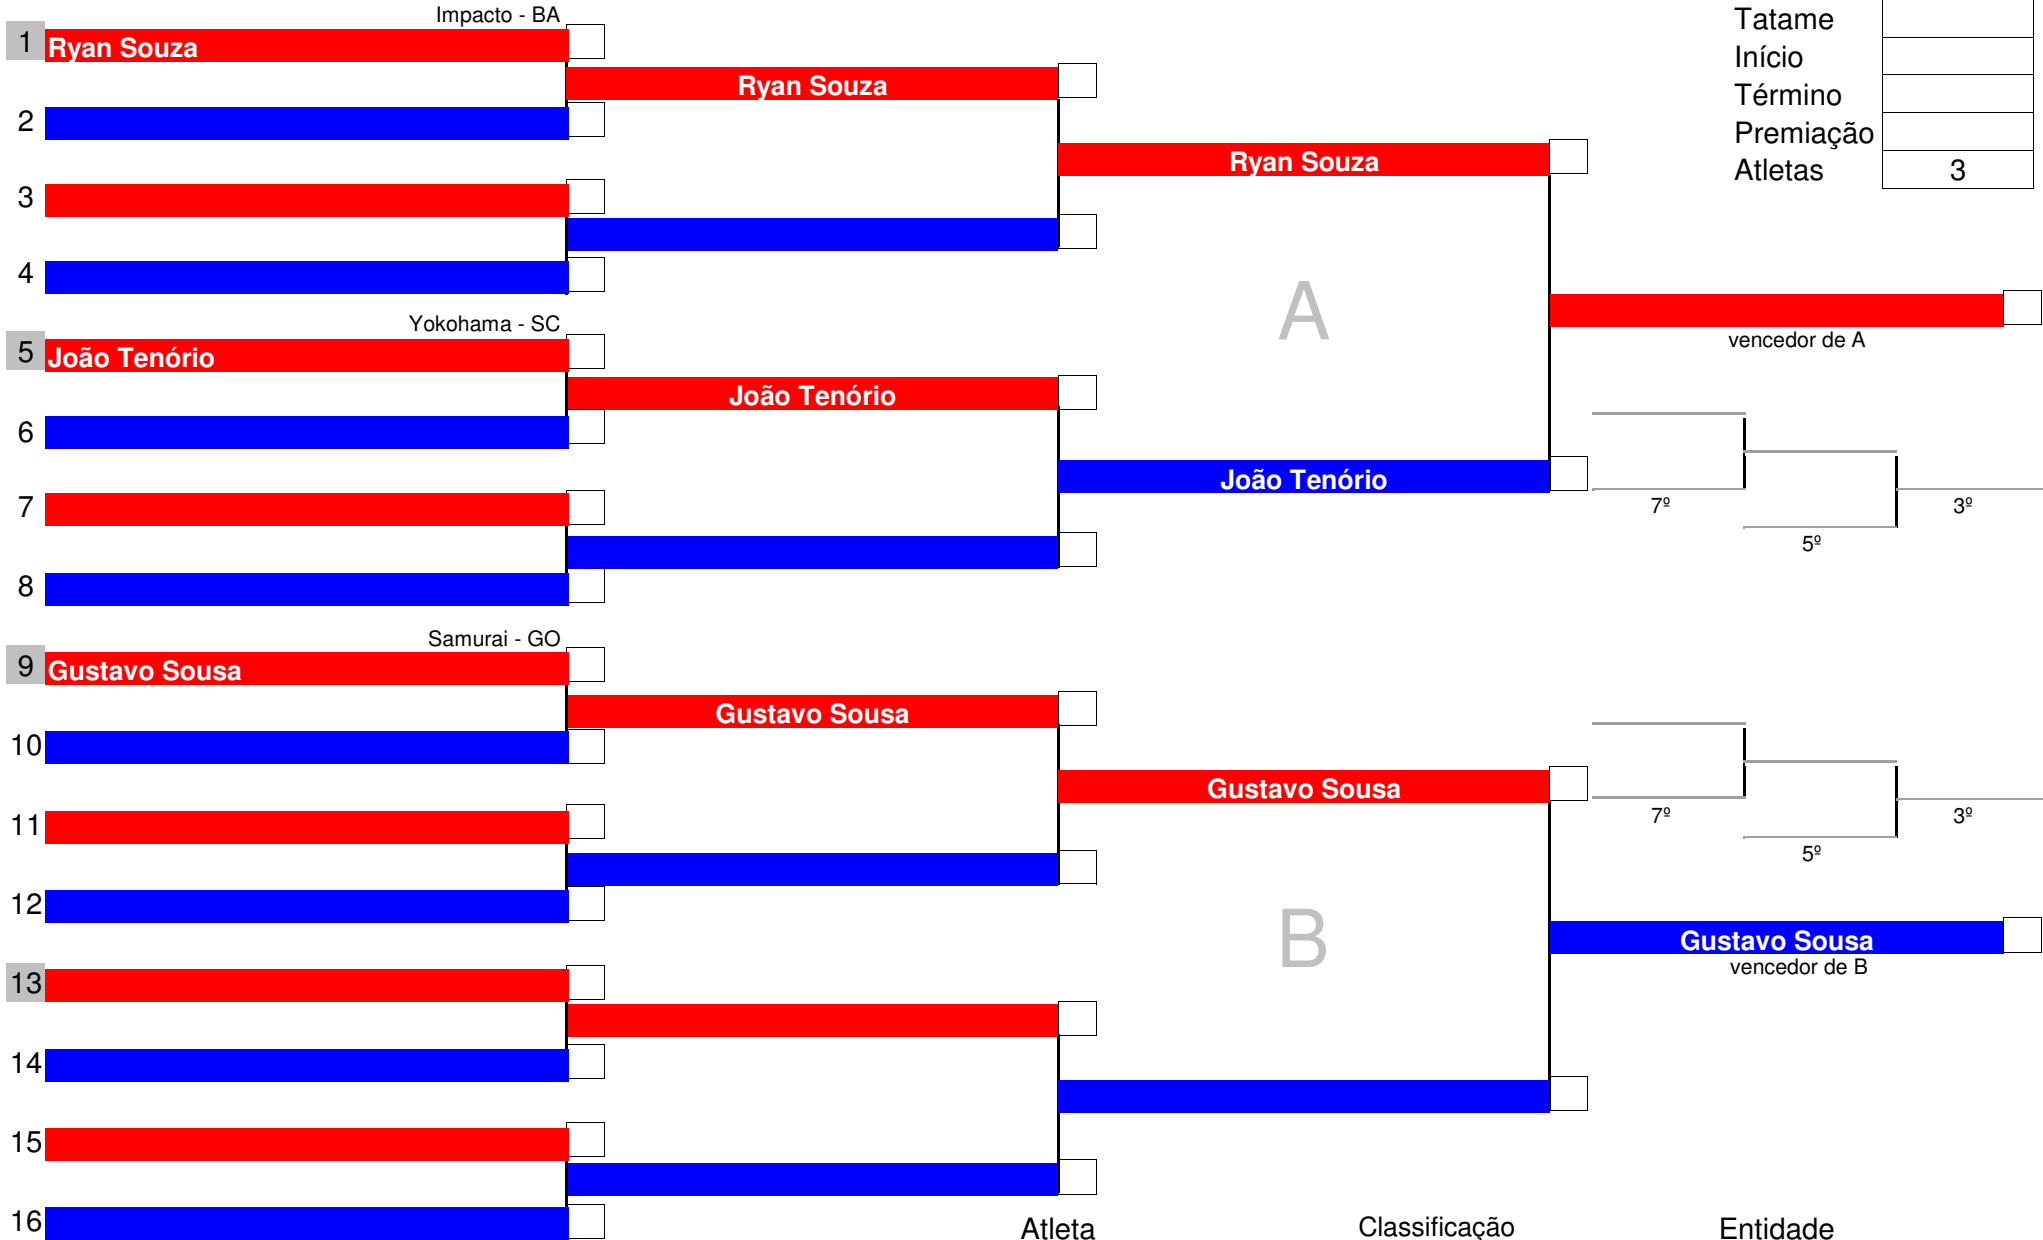 Impacto - BA
1 Ryan Souza
Ryan Souza
2
Ryan Souza
3
4
Yokohama - SC
5 João Tenório
João Tenório
6
João Tenório
7
8
A
vencedor de A
7º
5º
3º
Samurai - GO
9 Gustavo Sousa
Gustavo Sousa
10
Gustavo Sousa
11
12
13
14
15
16
B
7º
5º
3º
Gustavo Sousa
vencedor de B
Tatame
Início
Término
Premiação
Atletas 3
Atleta Classificação Entidade